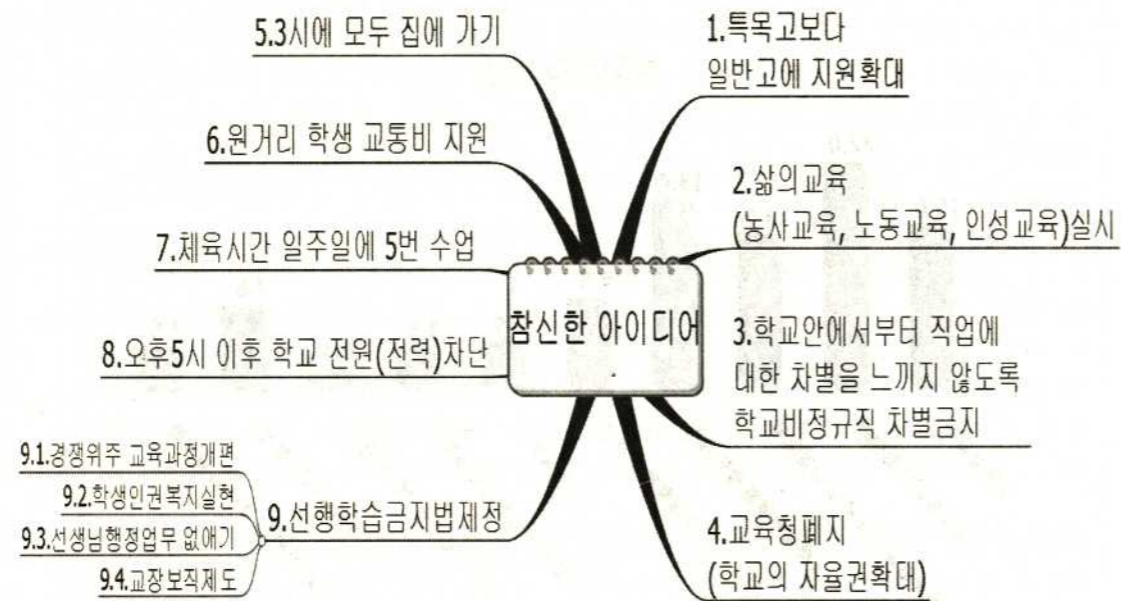 참신한 아이디어
1.특목고보다
일반고에 지원확대
2.삶의교육
(농사교육, 노동교육, 인성교육)실시
3.학교안에서부터 직업에
대한 차별을 느끼지 않도록
학교비정규직 차별금지
4.교육청폐지
(학교의 자율권확대)
5.3시에 모두 집에 가기
6.원거리 학생 교통비 지원
7.체육시간 일주일에 5번 수업
8.오후5시 이후 학교 전원(전력)차단
9.선행학습금지법제정
9.1.경쟁위주 교육과정개편
9.2.학생인권복지실현
9.3.선생님행정업무 없애기
9.4.교장보직제도